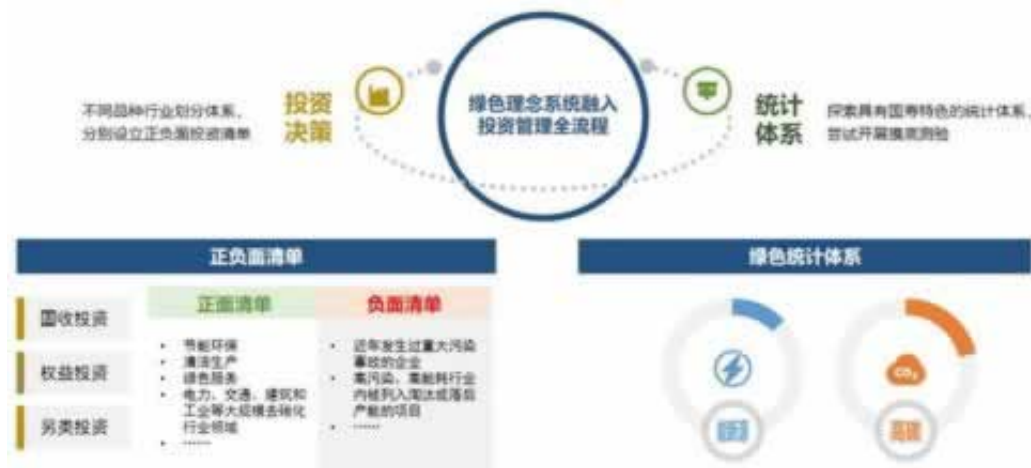 绿色理念系统融入
投资管理全流程
不同品种行业划分体系，
分别设立正负面投资清单
投资
决策
统计
体系
探索具有国寿特色的统计体系，
尝试开展摸底测验
正负面清单
国收投资
权益投资
另类投资
正面清单
• 节能环保
• 清洁生产
• 绿色服务
• 电力、交通、建筑和
工业等大规模去碳化
行业领域
• ……
负面清单
• 近年发生过重大污染
事故的企业
• 高污染、高能耗行业
内被列入淘汰或落后
产能的项目
• ……
绿色统计体系
CO₂
高碳